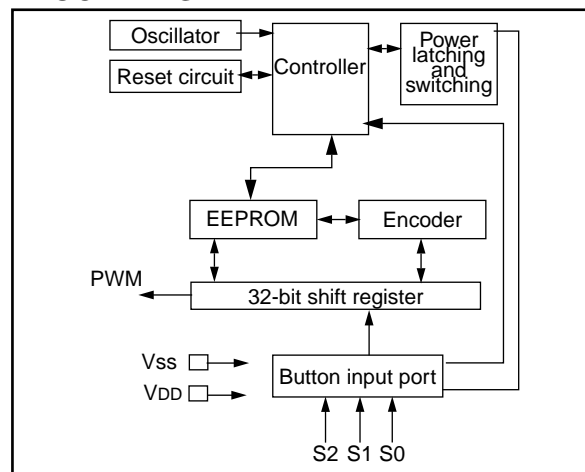 Oscillator
Reset circuit
Controller
Power
latching
and
switching
EEPROM
Encoder
PWM
32-bit shift register
VSS
VDD
Button input port
S2 S1 S0